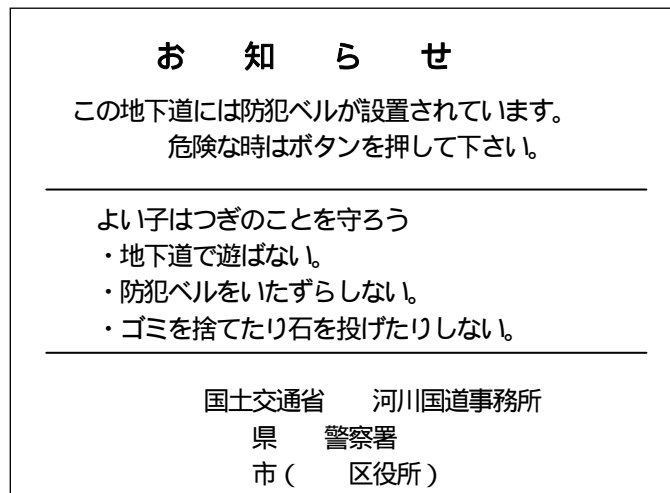 お　知　ら　せ
この地下道には防犯ベルが設置されています。
危険な時はボタンを押して下さい。
よい子はつぎのことを守ろう
・地下道で遊ばない。
・防犯ベルをいたずらしない。
・ゴミを捨てたり石を投げたりしない。
国土交通省　　河川国道事務所
県　　警察署
市（　　区役所）